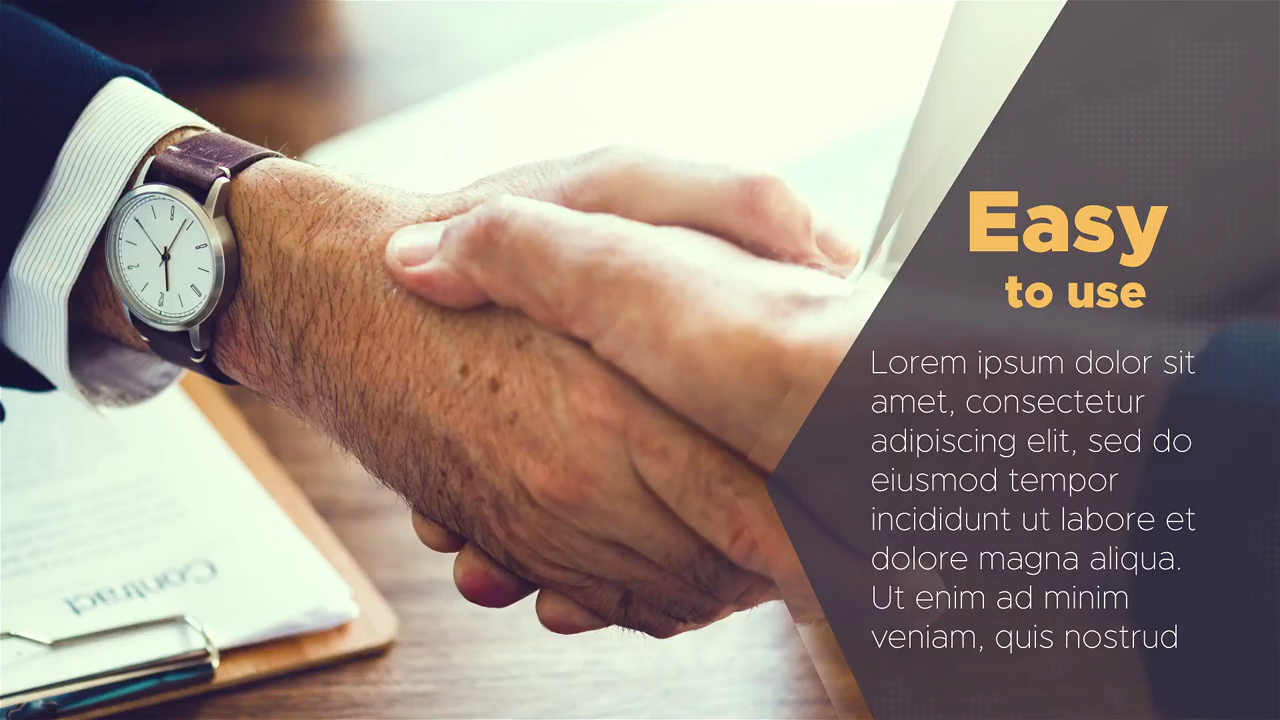 Easy
to use
Lorem ipsum dolor sit
amet, consectetur
adipiscing elit, sed do
eiusmod tempor
incididunt ut labore et
dolore magna aliqua.
Ut enim ad minim
veniam, quis nostrud
Contract